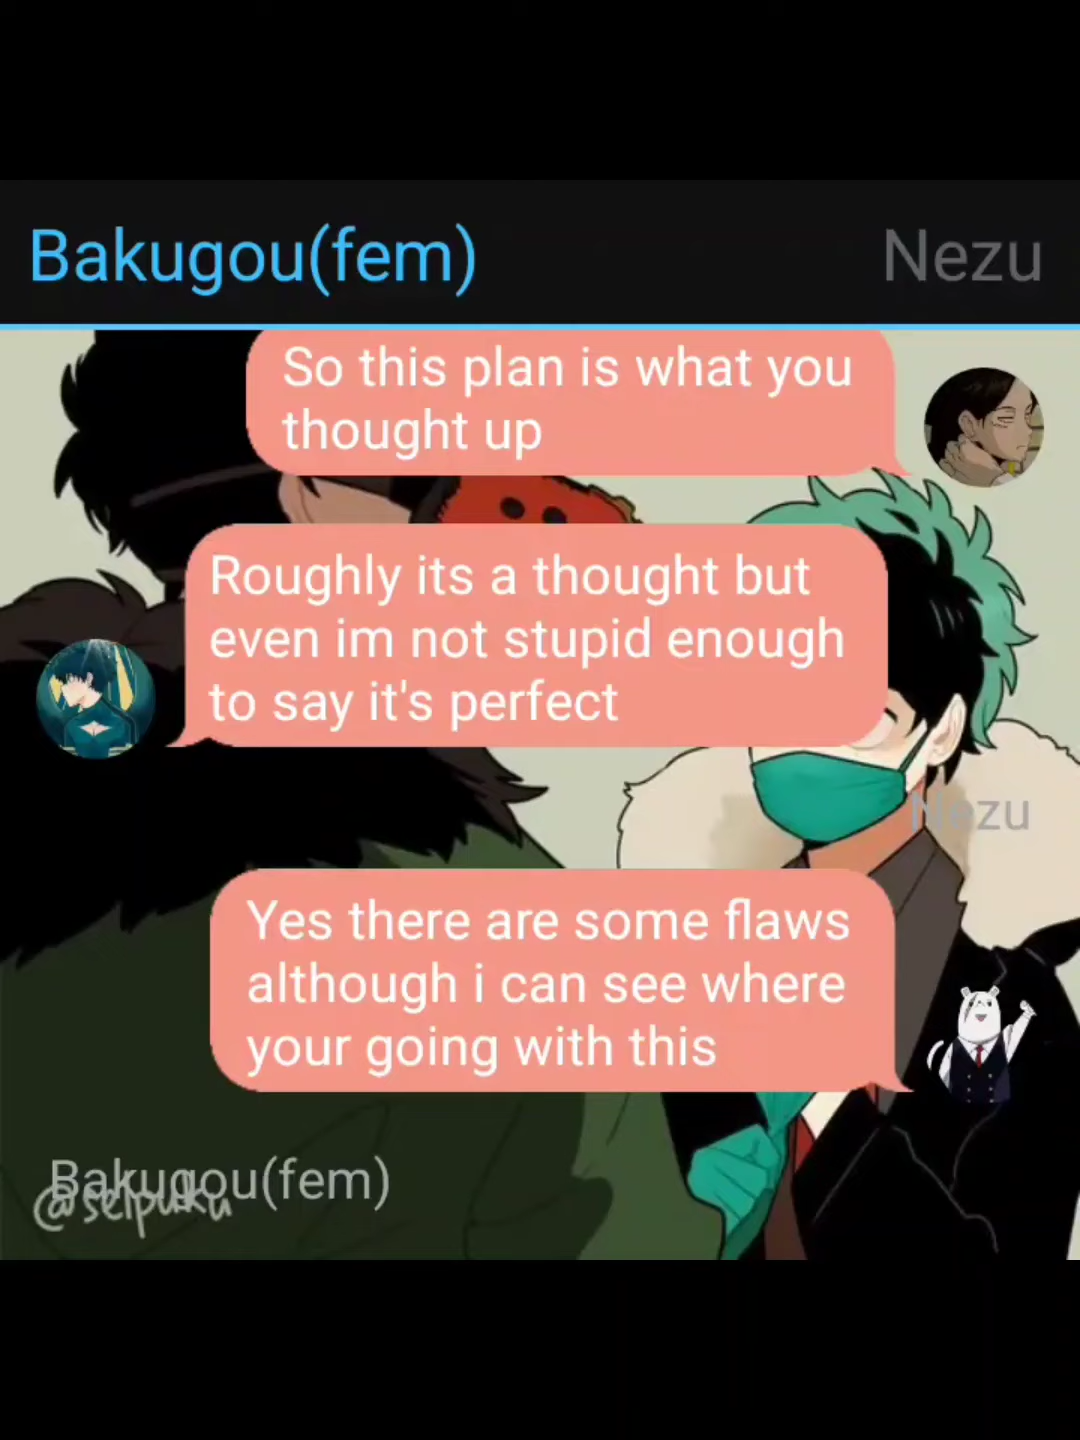 Bakugou(fem)
Nezu
So this plan is what you
thought up
Roughly its a thought but
even im not stupid enough
to say it's perfect
Nezu
Yes there are some flaws
although i can see where
your going with this
Bakugou(fem)
@selpuku